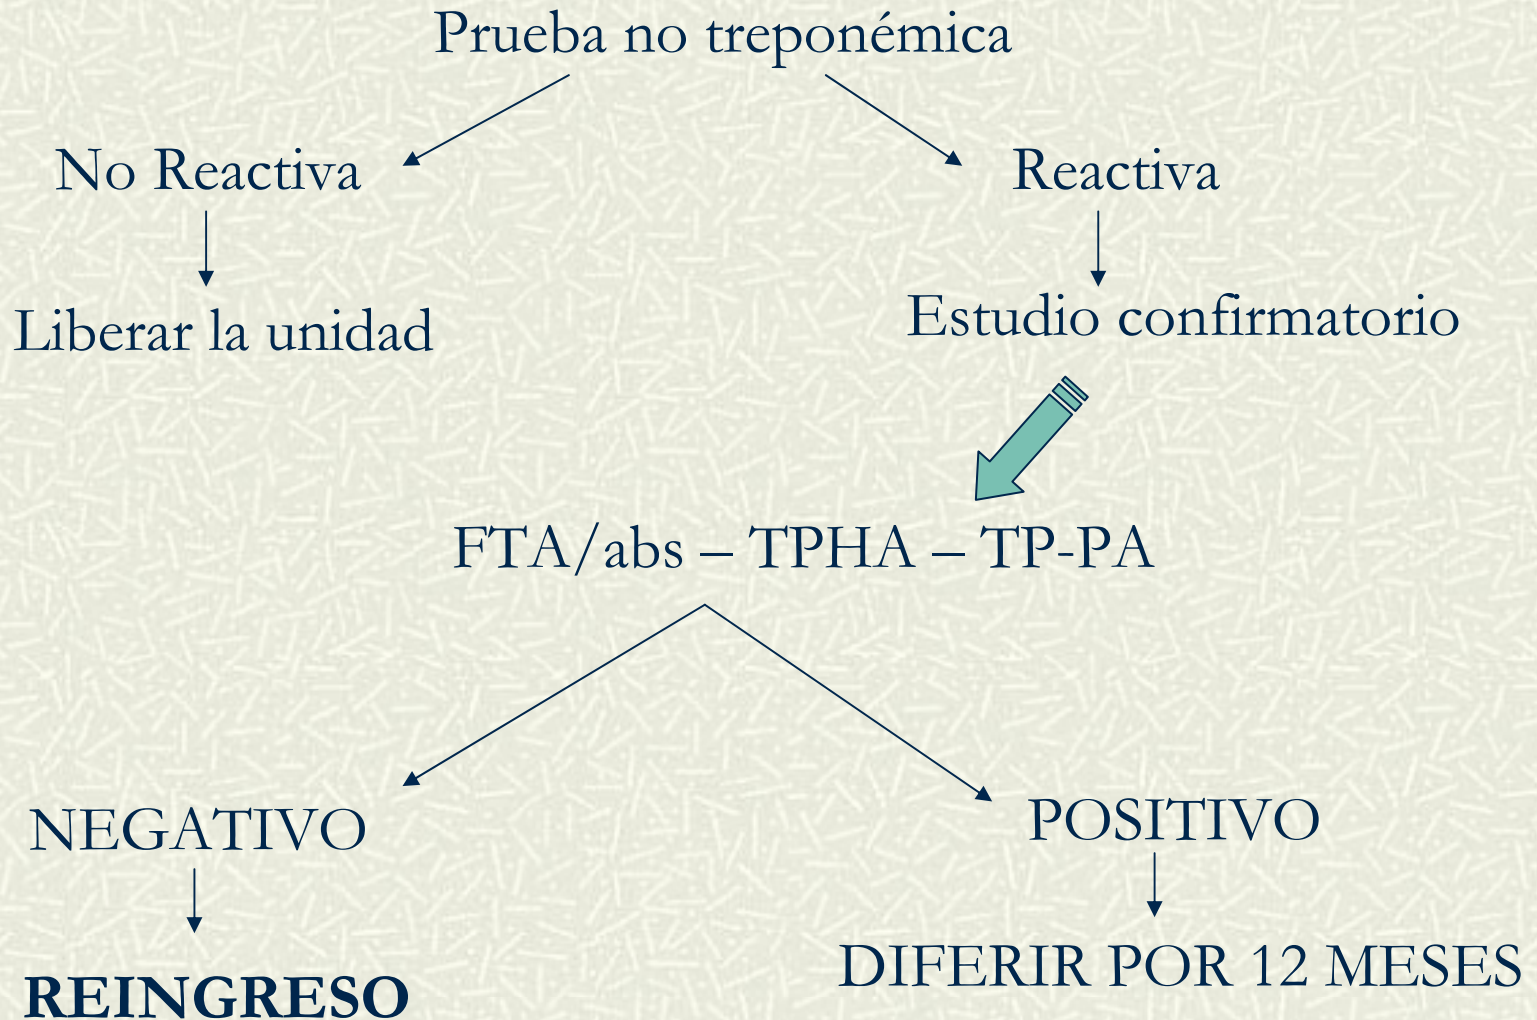 Prueba no treponémica
No Reactiva
Reactiva
Liberar la unidad
Estudio confirmatorio
FTA/abs – TPHA – TP-PA
NEGATIVO
POSITIVO
REINGRESO
DIFERIR POR 12 MESES